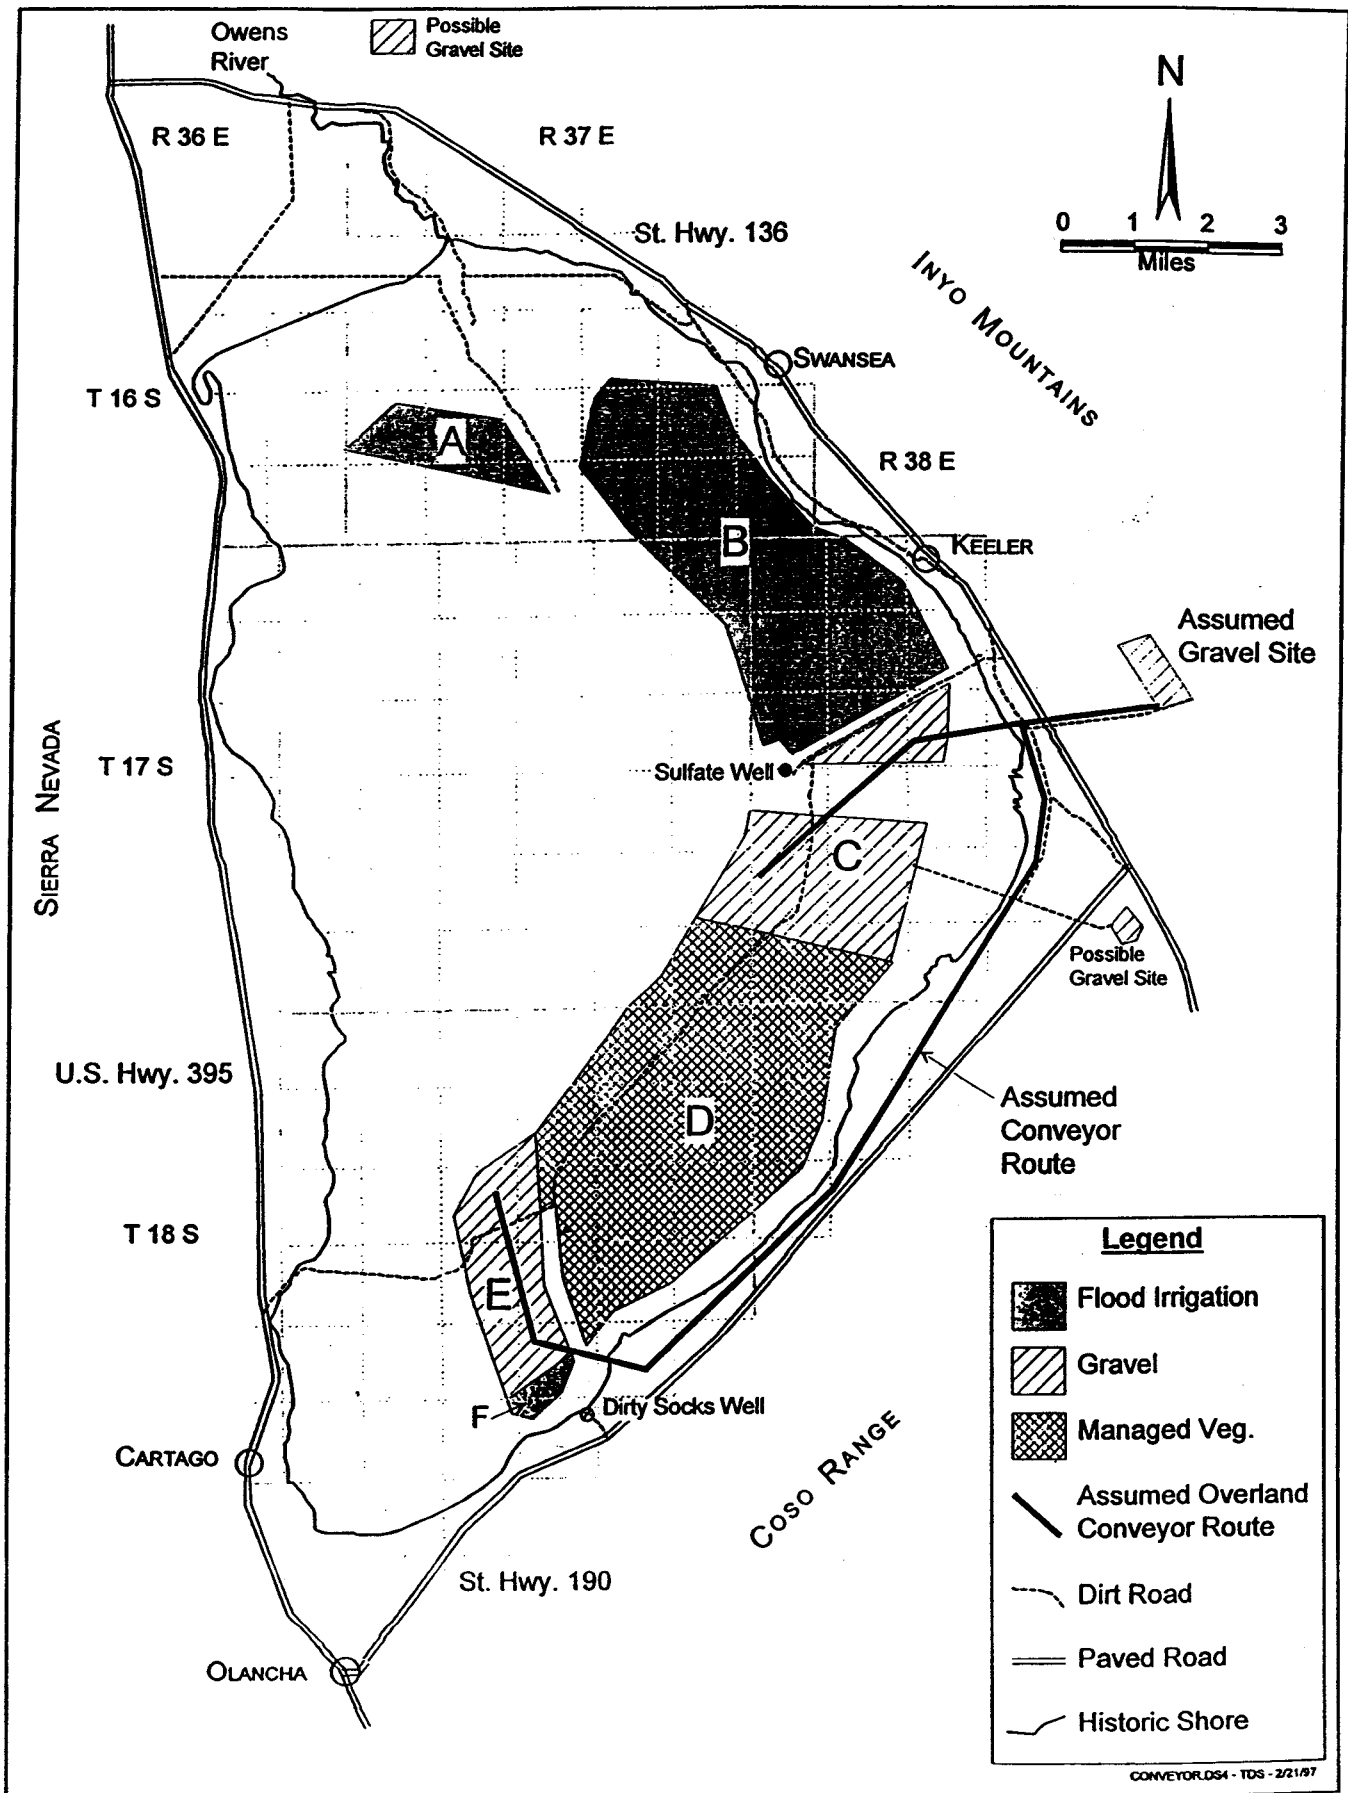 Owens
River
Possible
Gravel Site
N
R 36 E
R 37 E
0 1 2 3
Miles
St. Hwy. 136
INYO MOUNTAINS
SWANSEA
T 16 S
A
R 38 E
B
KEELER
Assumed
Gravel Site
SIERRA NEVADA
T 17 S
Sulfate Well
C
Possible
Gravel Site
U.S. Hwy. 395
Assumed
Conveyor
Route
D
T 18 S
E
F
Dirty Socks Well
CARTAGO
COSO RANGE
St. Hwy. 190
OLANCHA
Legend
Flood Irrigation
Gravel
Managed Veg.
Assumed Overland
Conveyor Route
Dirt Road
Paved Road
Historic Shore
CONVEYOR.DS4 - TDS - 2/21/97